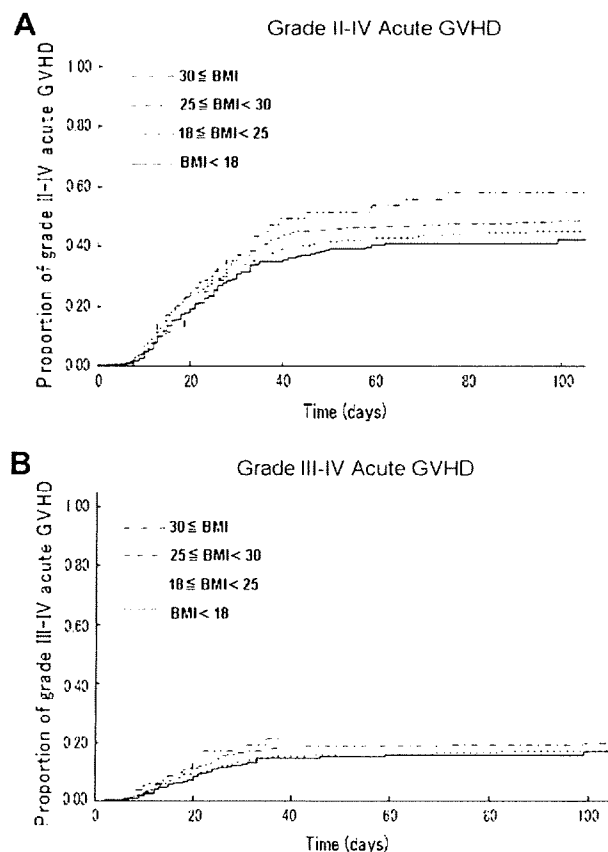 A
Grade II-IV Acute GVHD
Proportion of grade II-IV acute GVHD
1.00
0.80
0.60
0.40
0.20
0.00
30≦ BMI
25≦ BMI< 30
18≦ BMI< 25
BMI< 18
0
20
40
60
80
100
Time (days)
B
Grade III-IV Acute GVHD
Proportion of grade III-IV acute GVHD
1.00
0.80
0.60
0.40
0.20
0.00
30≦ BMI
25≦ BMI< 30
18≦ BMI< 25
BMI< 18
0
20
40
60
80
100
Time (days)